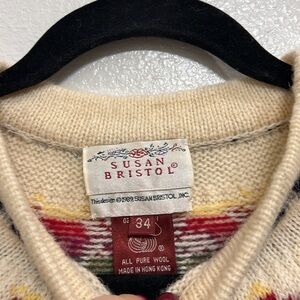 SUSAN
BRISTOL®
This design ©1989, SUSAN BRISTOL, INC.
34
®
ALL PURE WOOL
MADE IN HONG KONG